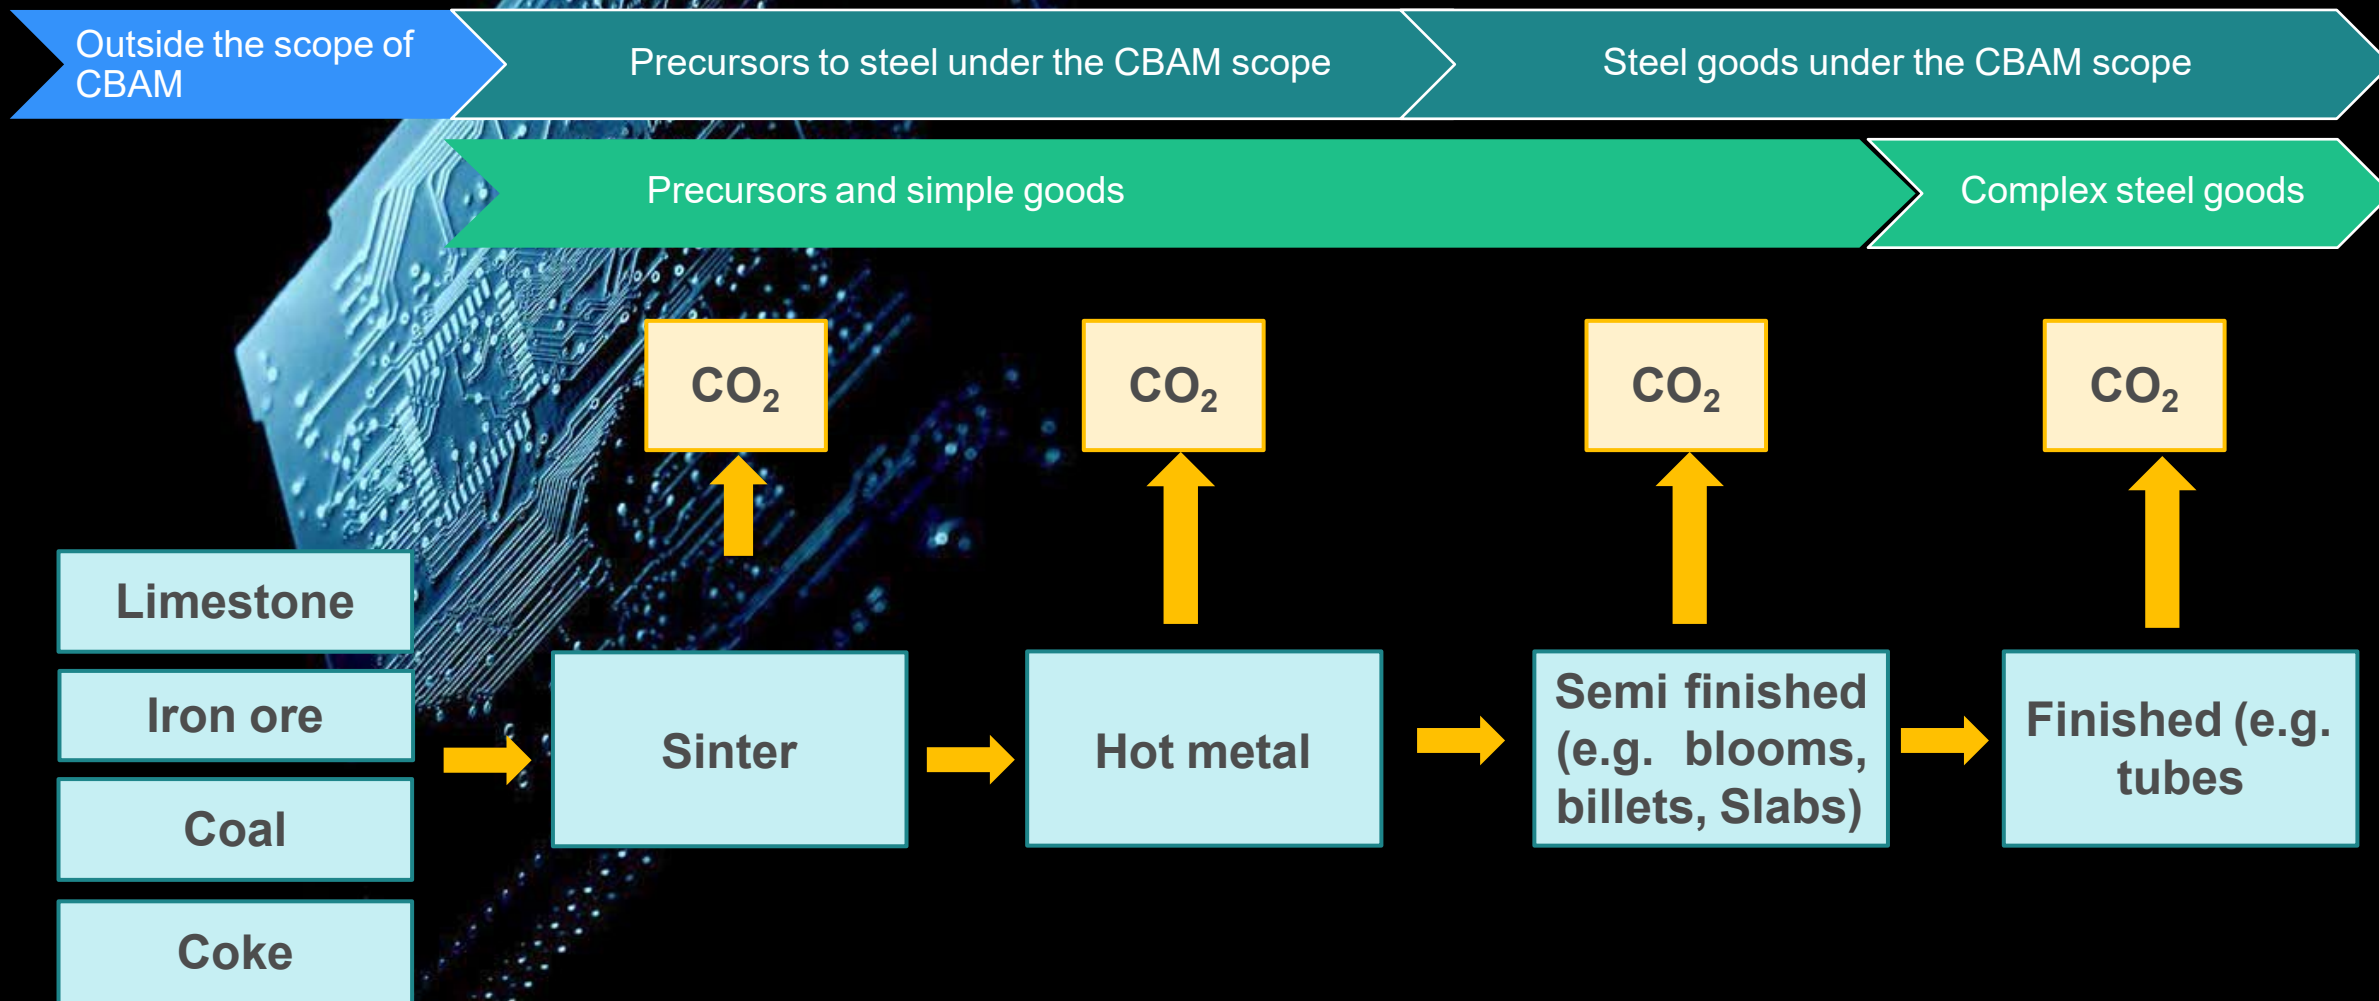 Outside the scope of
CBAM
Precursors to steel under the CBAM scope
Steel goods under the CBAM scope
Precursors and simple goods
Complex steel goods
CO₂
CO₂
CO₂
CO₂
Limestone
Iron ore
Coal
Coke
Sinter
Hot metal
Semi finished
(e.g. blooms,
billets, Slabs)
Finished (e.g.
tubes